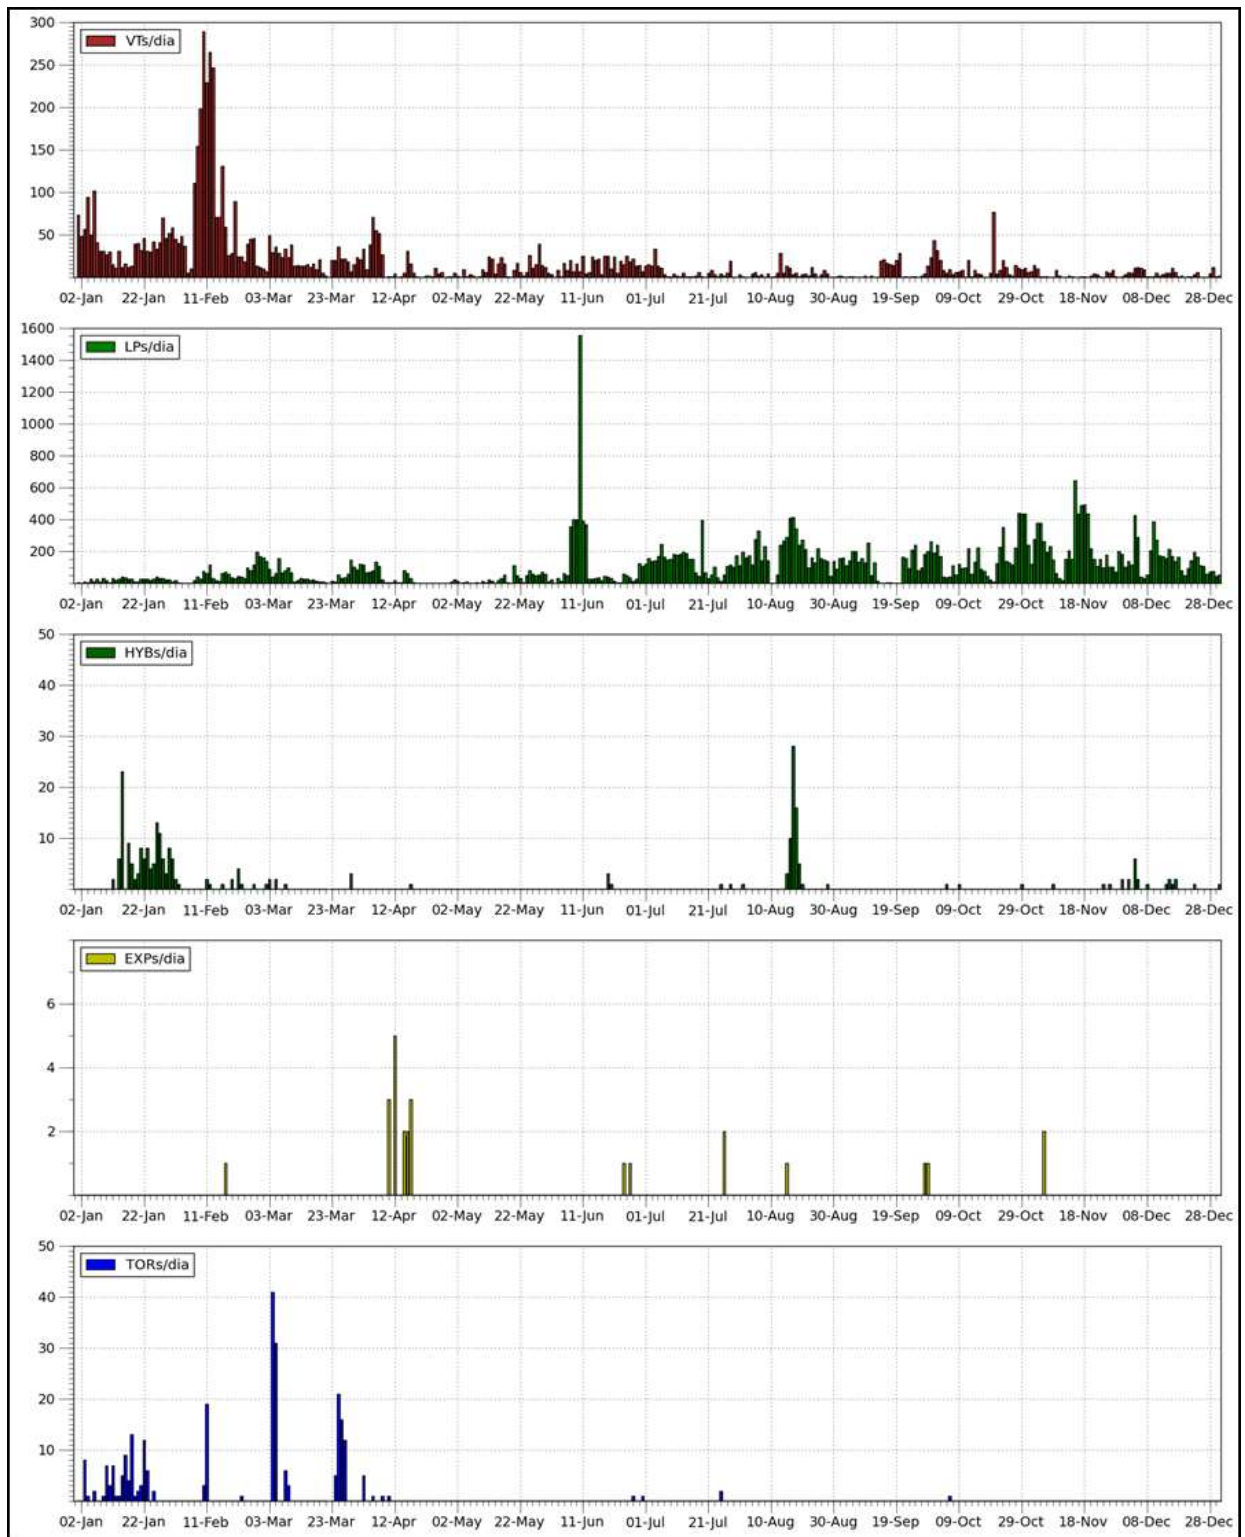 300
VTs/dia
250
200
150
100
50
02-Jan 22-Jan 11-Feb 03-Mar 23-Mar 12-Apr 02-May 22-May 11-Jun 01-Jul 21-Jul 10-Aug 30-Aug 19-Sep 09-Oct 29-Oct 18-Nov 08-Dec 28-Dec
1600
LPs/dia
1400
1200
1000
800
600
400
200
02-Jan 22-Jan 11-Feb 03-Mar 23-Mar 12-Apr 02-May 22-May 11-Jun 01-Jul 21-Jul 10-Aug 30-Aug 19-Sep 09-Oct 29-Oct 18-Nov 08-Dec 28-Dec
50
HYBs/dia
40
30
20
10
02-Jan 22-Jan 11-Feb 03-Mar 23-Mar 12-Apr 02-May 22-May 11-Jun 01-Jul 21-Jul 10-Aug 30-Aug 19-Sep 09-Oct 29-Oct 18-Nov 08-Dec 28-Dec
EXPs/dia
6
4
2
02-Jan 22-Jan 11-Feb 03-Mar 23-Mar 12-Apr 02-May 22-May 11-Jun 01-Jul 21-Jul 10-Aug 30-Aug 19-Sep 09-Oct 29-Oct 18-Nov 08-Dec 28-Dec
50
TORs/dia
40
30
20
10
02-Jan 22-Jan 11-Feb 03-Mar 23-Mar 12-Apr 02-May 22-May 11-Jun 01-Jul 21-Jul 10-Aug 30-Aug 19-Sep 09-Oct 29-Oct 18-Nov 08-Dec 28-Dec